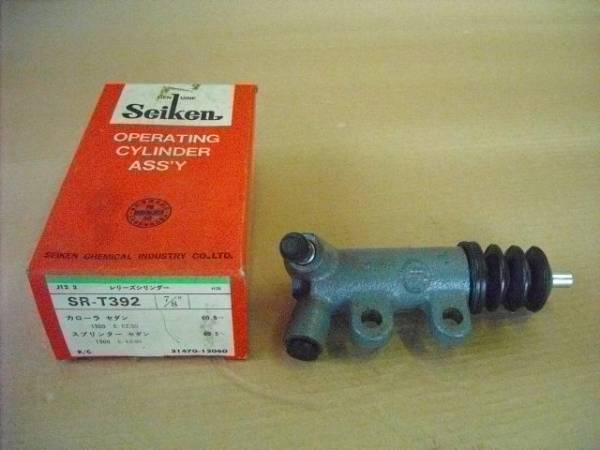 Seiken
OPERATING
CYLINDER
ASS'Y
SEIKEN CHEMICAL INDUSTRY CO.,LTD.
レリーズシリンダー
SR-T392
カローラ セダン
1500
スプリンター セダン
1500
31470-12060